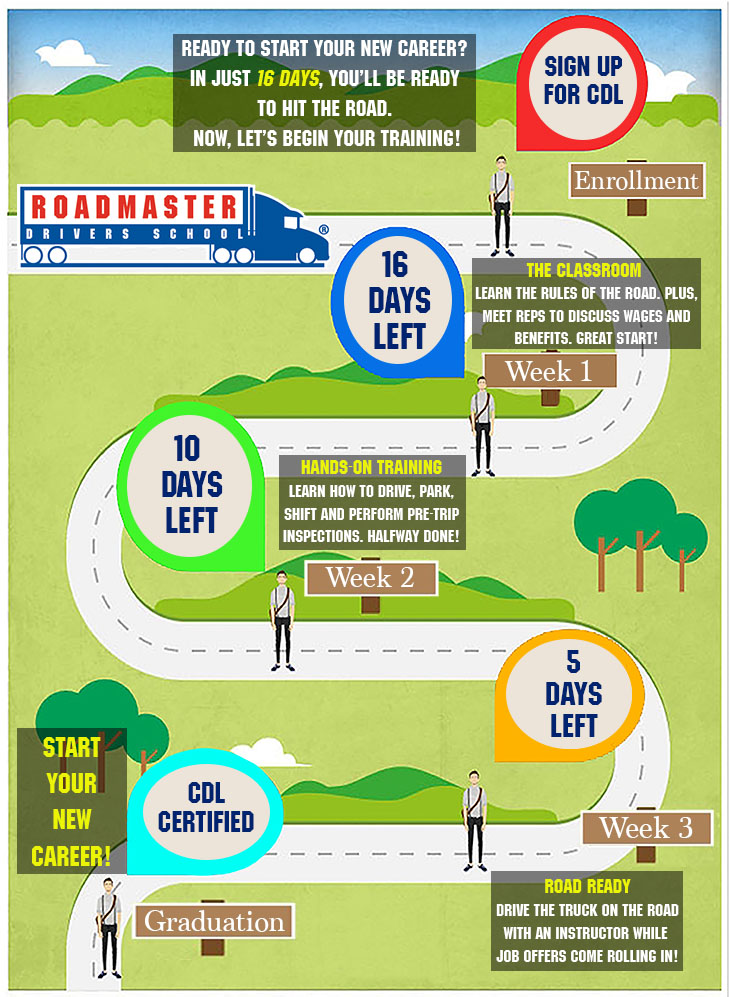 READY TO START YOUR NEW CAREER?
IN JUST 16 DAYS, YOU'LL BE READY
TO HIT THE ROAD.
NOW, LET'S BEGIN YOUR TRAINING!
SIGN UP
FOR CDL
Enrollment
ROADMASTER
DRIVERS SCHOOL
®
16
DAYS
LEFT
THE CLASSROOM
LEARN THE RULES OF THE ROAD. PLUS,
MEET REPS TO DISCUSS WAGES AND
BENEFITS. GREAT START!
Week 1
10
DAYS
LEFT
HANDS-ON TRAINING
LEARN HOW TO DRIVE, PARK,
SHIFT AND PERFORM PRE-TRIP
INSPECTIONS. HALFWAY DONE!
Week 2
5
DAYS
LEFT
Week 3
ROAD READY
DRIVE THE TRUCK ON THE ROAD
WITH AN INSTRUCTOR WHILE
JOB OFFERS COME ROLLING IN!
CDL
CERTIFIED
START
YOUR
NEW
CAREER!
Graduation